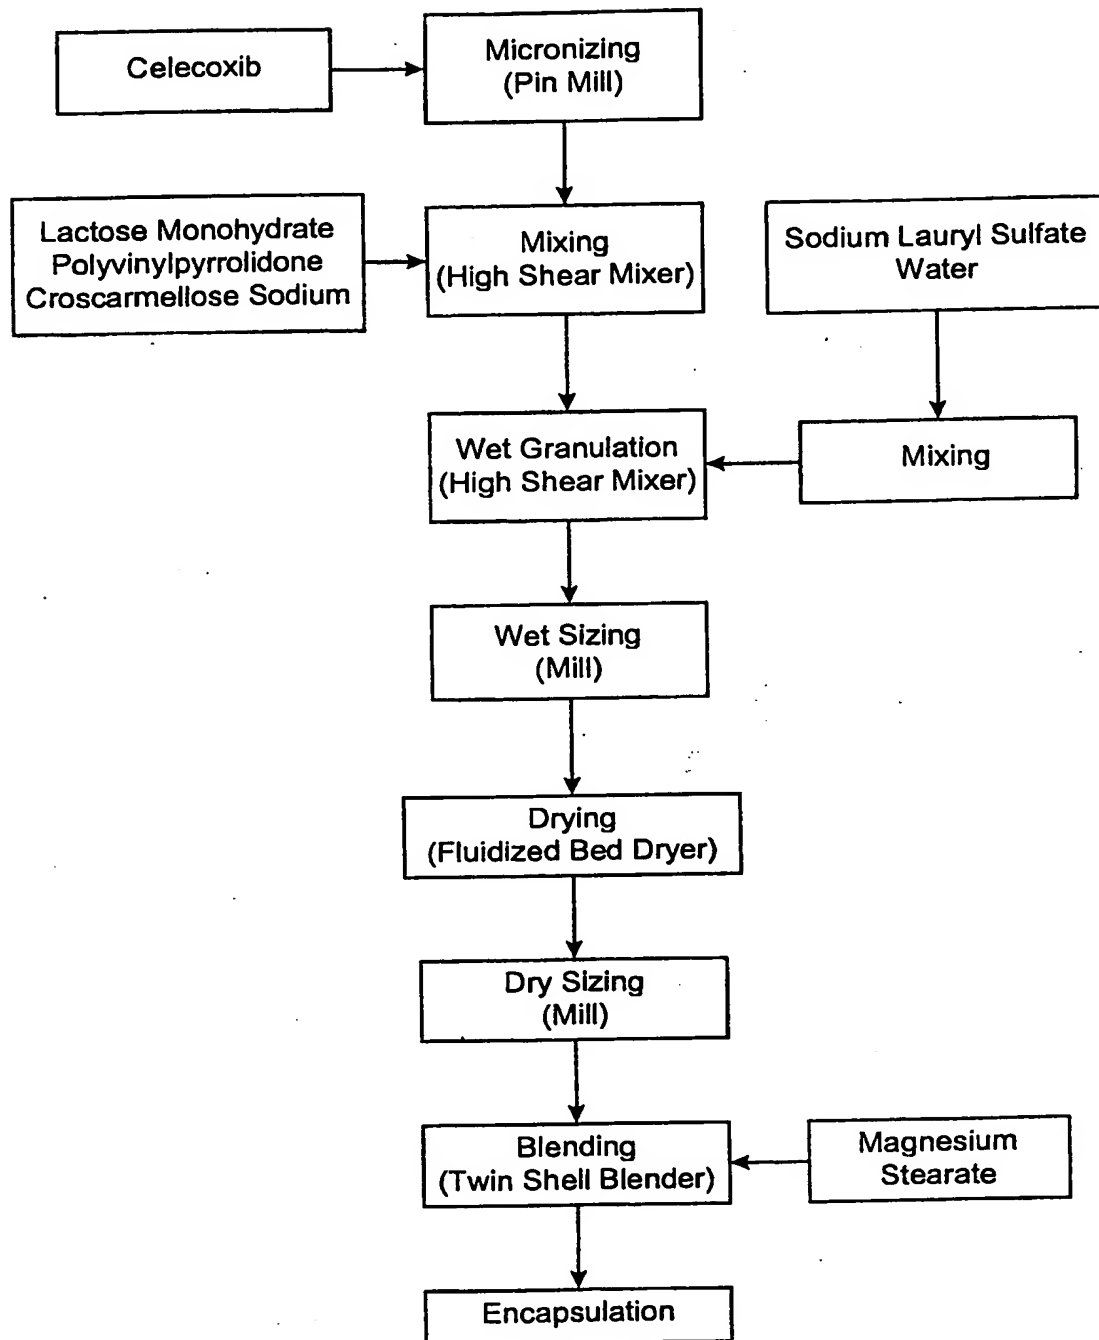 Celecoxib
Micronizing
(Pin Mill)
Lactose Monohydrate
Polyvinylpyrrolidone
Croscarmellose Sodium
Mixing
(High Shear Mixer)
Sodium Lauryl Sulfate
Water
Wet Granulation
(High Shear Mixer)
Mixing
Wet Sizing
(Mill)
Drying
(Fluidized Bed Dryer)
Dry Sizing
(Mill)
Blending
(Twin Shell Blender)
Magnesium
Stearate
Encapsulation